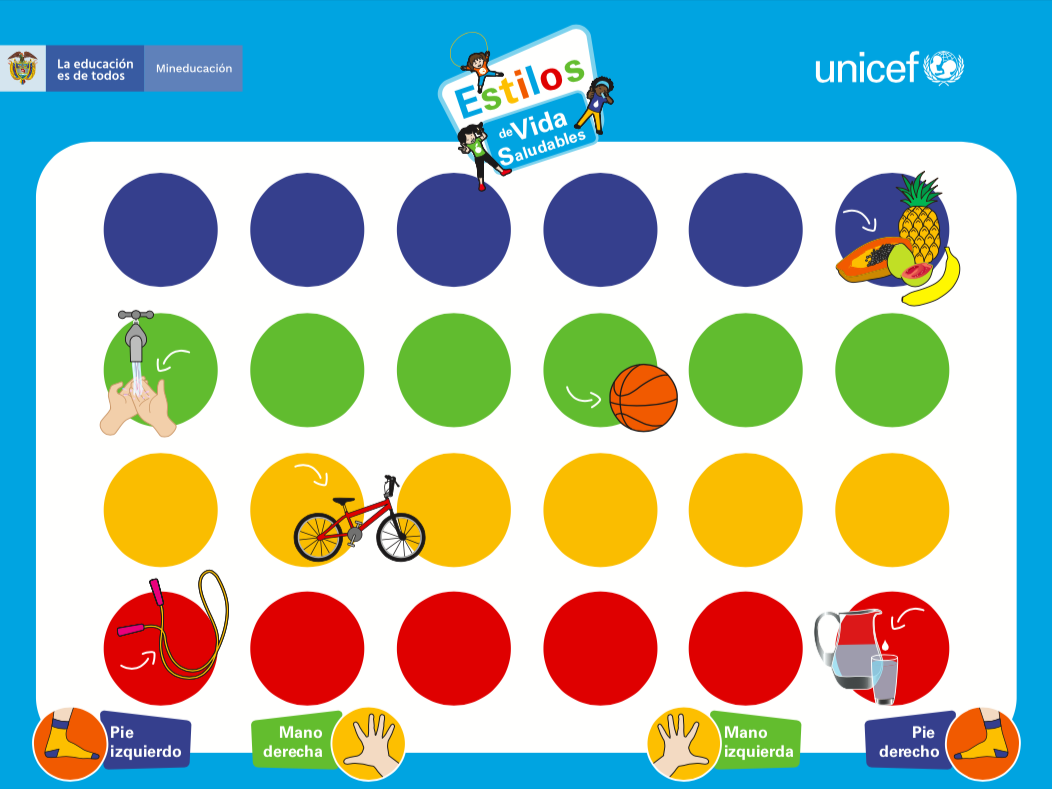 La educación
es de todos
Mineducación
Estilos
de Vida
Saludables
unicef
Pie
izquierdo
Mano
derecha
Mano
izquierda
Pie
derecho